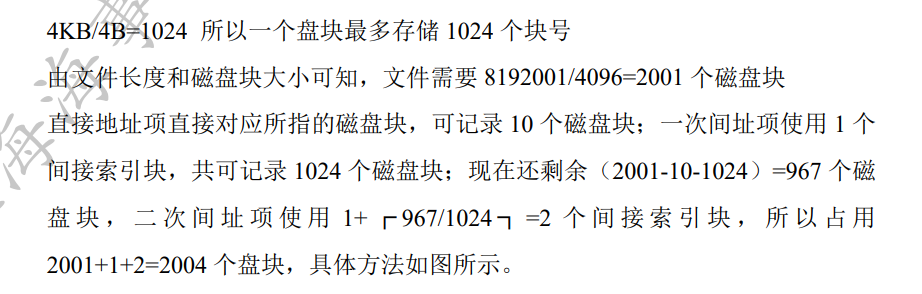 4KB/4B=1024 所以一个盘块最多存储 1024 个块号
由文件长度和磁盘块大小可知，文件需要 8192001/4096=2001 个磁盘块
直接地址项直接对应所指的磁盘块，可记录 10 个磁盘块；一次间址项使用 1 个
间接索引块，共可记录 1024 个磁盘块；现在还剩余（2001-10-1024）=967 个磁
盘块，二次间址项使用 1+ ┌ 967/1024 ┐ =2 个间接索引块，所以占用
2001+1+2=2004 个盘块，具体方法如图所示。
海海事